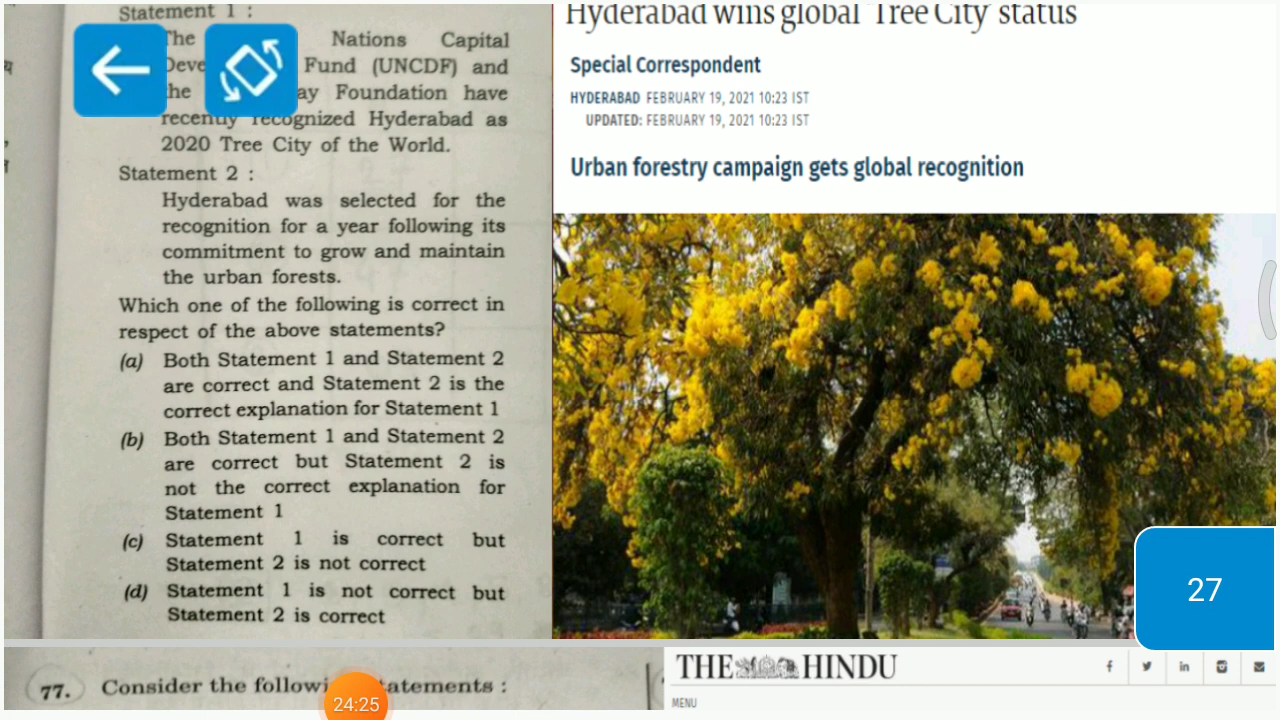 Statement 1 :
The Nations Capital
Deve Fund (UNCDF) and
the ay Foundation have
recently recognized Hyderabad as
2020 Tree City of the World.
Statement 2 :
Hyderabad was selected for the
recognition for a year following its
commitment to grow and maintain
the urban forests.
Which one of the following is correct in
respect of the above statements?
(a) Both Statement 1 and Statement 2
are correct and Statement 2 is the
correct explanation for Statement 1
(b) Both Statement 1 and Statement 2
are correct but Statement 2 is
not the correct explanation for
Statement 1
(c) Statement 1 is correct but
Statement 2 is not correct
(d) Statement 1 is not correct but
Statement 2 is correct
77. Consider the followi atements :
24:25
Hyderabad wins global 'Tree City' status
Special Correspondent
HYDERABAD FEBRUARY 19, 2021 10:23 IST
UPDATED: FEBRUARY 19, 2021 10:23 IST
Urban forestry campaign gets global recognition
27
THE HINDU
MENU